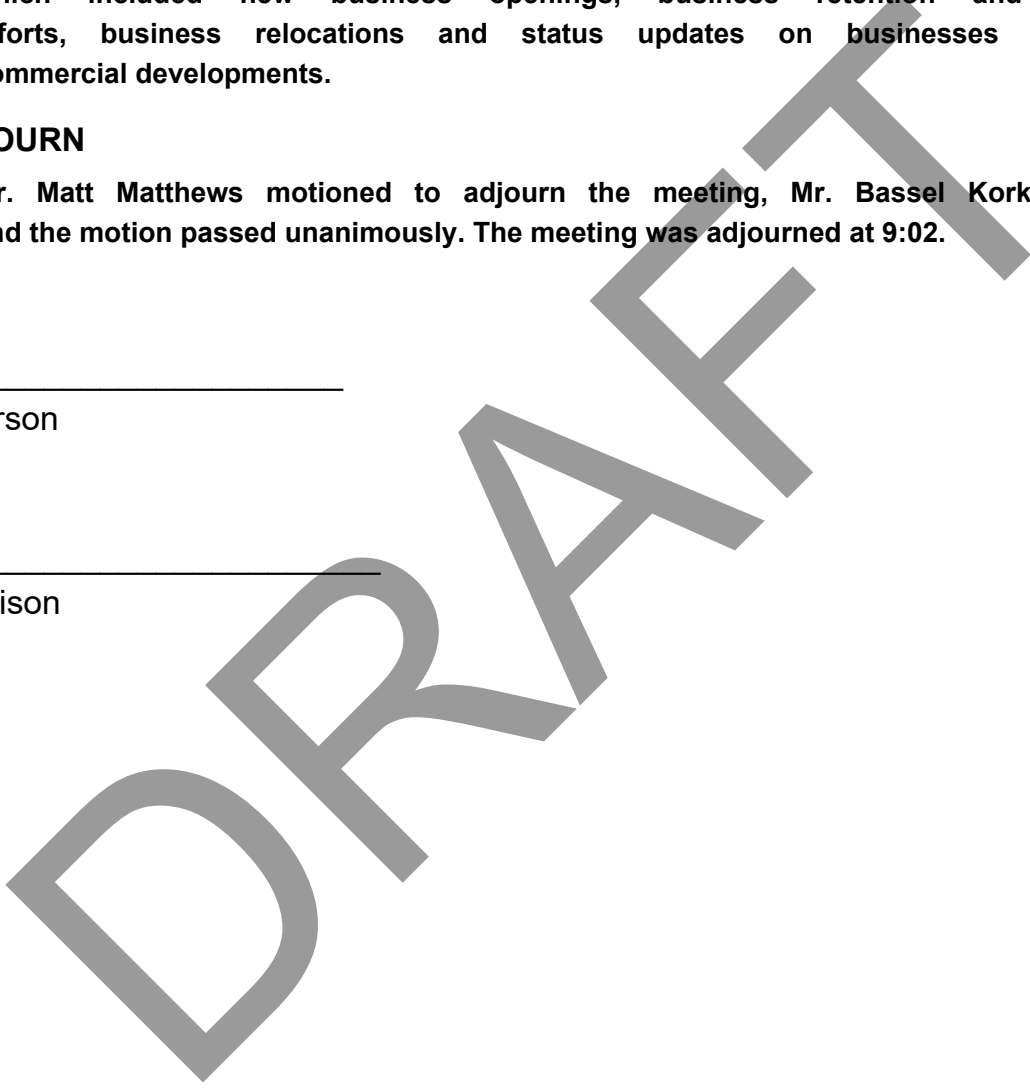 which included new business openings, business retention and
forts, business relocations and status updates on businesses
ommercial developments.
OURN
r. Matt Matthews motioned to adjourn the meeting, Mr. Bassel Kork
nd the motion passed unanimously. The meeting was adjourned at 9:02.
rson
ison
DRAFT